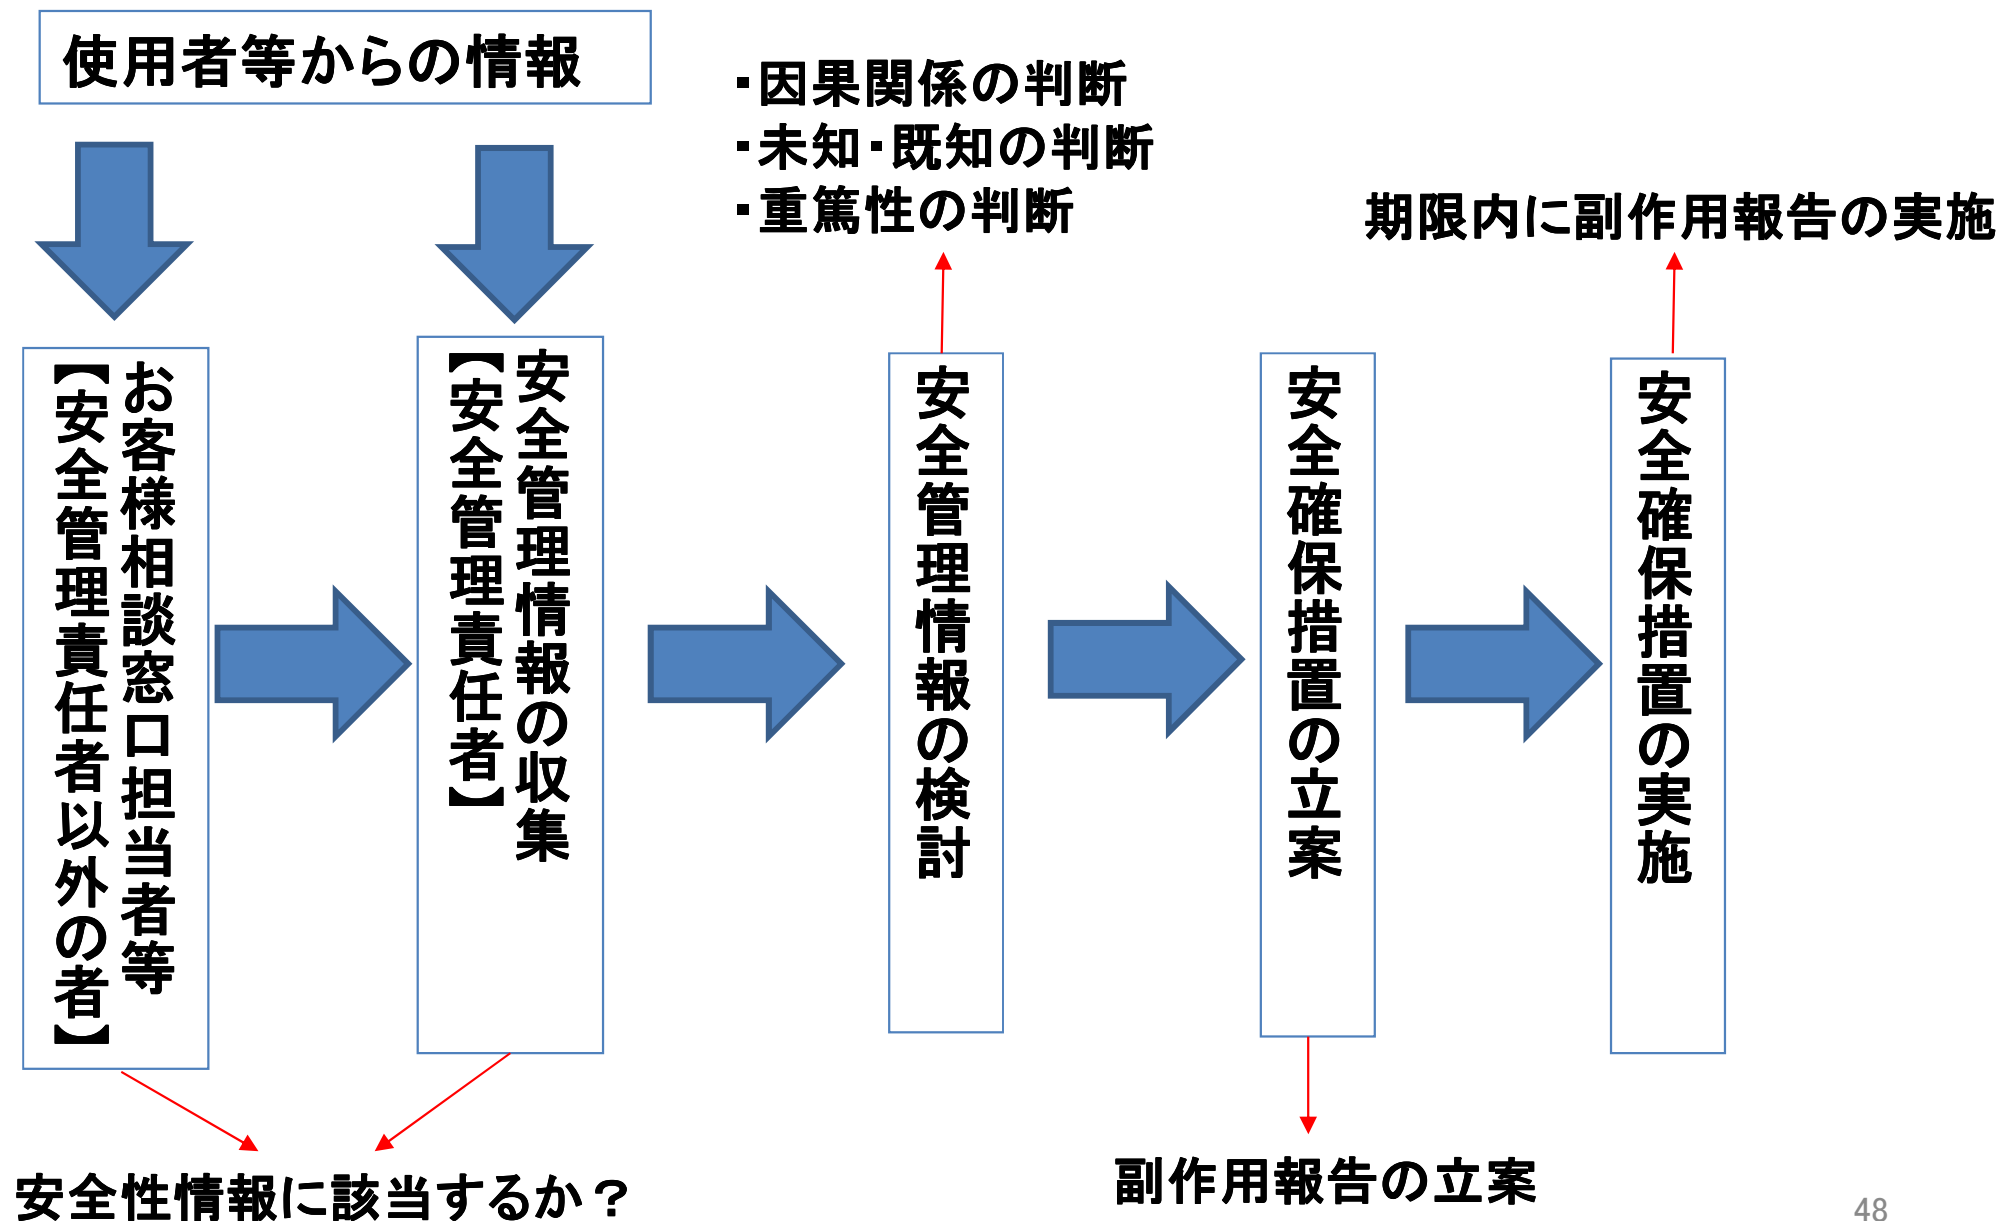 使用者等からの情報
・因果関係の判断
・未知・既知の判断
・重篤性の判断
期限内に副作用報告の実施
お客様相談窓口担当者等
【安全管理責任者以外の者】
安全管理情報の収集
【安全管理責任者】
安全管理情報の検討
安全確保措置の立案
安全確保措置の実施
安全性情報に該当するか？
副作用報告の立案
48